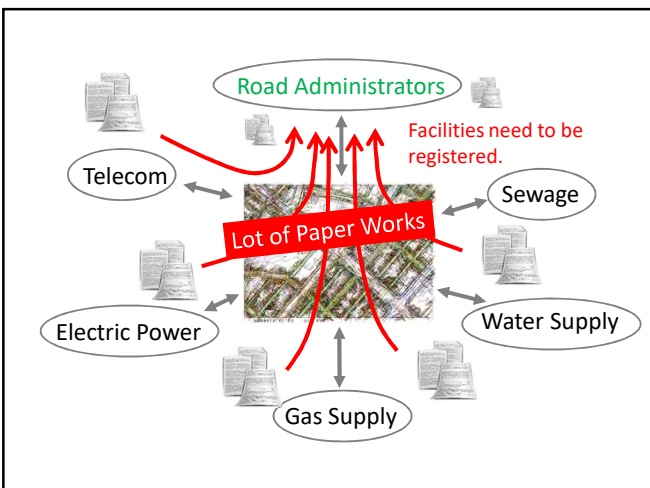 Road Administrators
Facilities need to be
registered.
Telecom
Sewage
Lot of Paper Works
Electric Power
Water Supply
Gas Supply